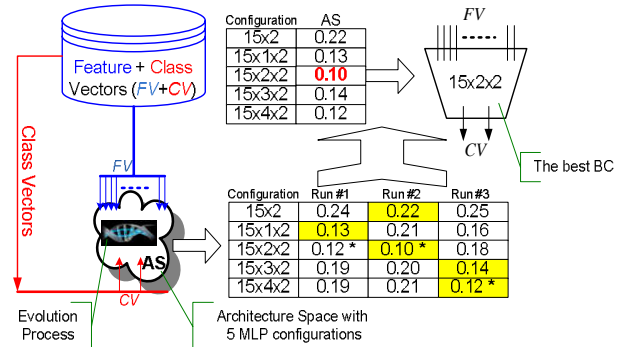 Feature + Class
Vectors (FV+CV)
Class Vectors
FV
AS
CV
Evolution
Process
Architecture Space with
5 MLP configurations
Configuration AS
15x2 0.22
15x1x2 0.13
15x2x2 0.10
15x3x2 0.14
15x4x2 0.12
FV
15x2x2
CV
The best BC
Configuration Run #1 Run #2 Run #3
15x2 0.24 0.22 0.25
15x1x2 0.13 0.21 0.16
15x2x2 0.12 * 0.10 * 0.18
15x3x2 0.19 0.20 0.14
15x4x2 0.19 0.21 0.12 *